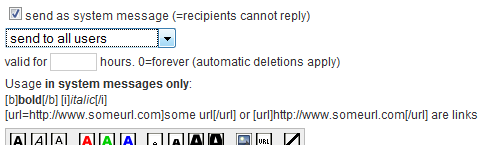 send as system message (=recipients cannot reply)
send to all users
valid for hours. 0=forever (automatic deletions apply)
Usage in system messages only:
[b]bold[/b] [i]italic[/i]
[url=http://www.someurl.com]some url[/url] or [url]http://www.someurl.com[/url] are links
A A A A A A A A A A URL